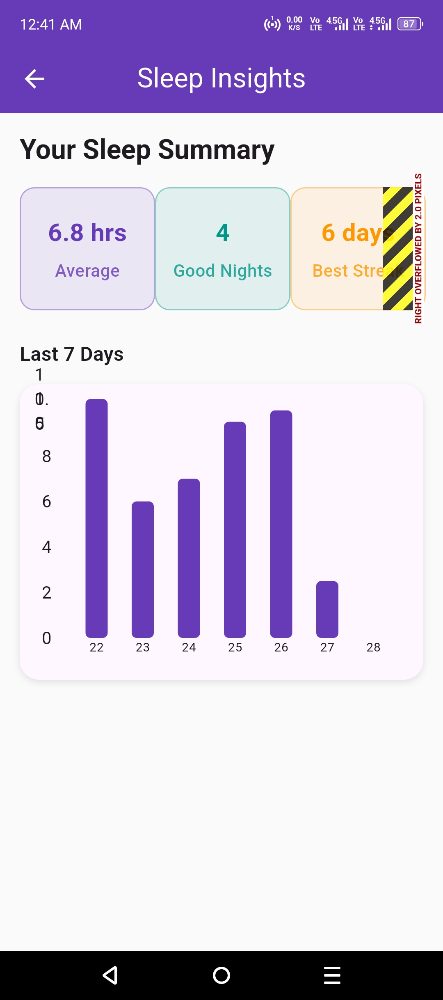 12:41 AM
1
0.00
K/S
Vo
LTE
4.5G
Vo
LTE
4.5G
87
Sleep Insights
Your Sleep Summary
6.8 hrs
Average
4
Good Nights
6 days
Best Streak
RIGHT OVERFLOWED BY 2.0 PIXELS
Last 7 Days
1
0.
8
6
4
2
0
22 23 24 25 26 27 28